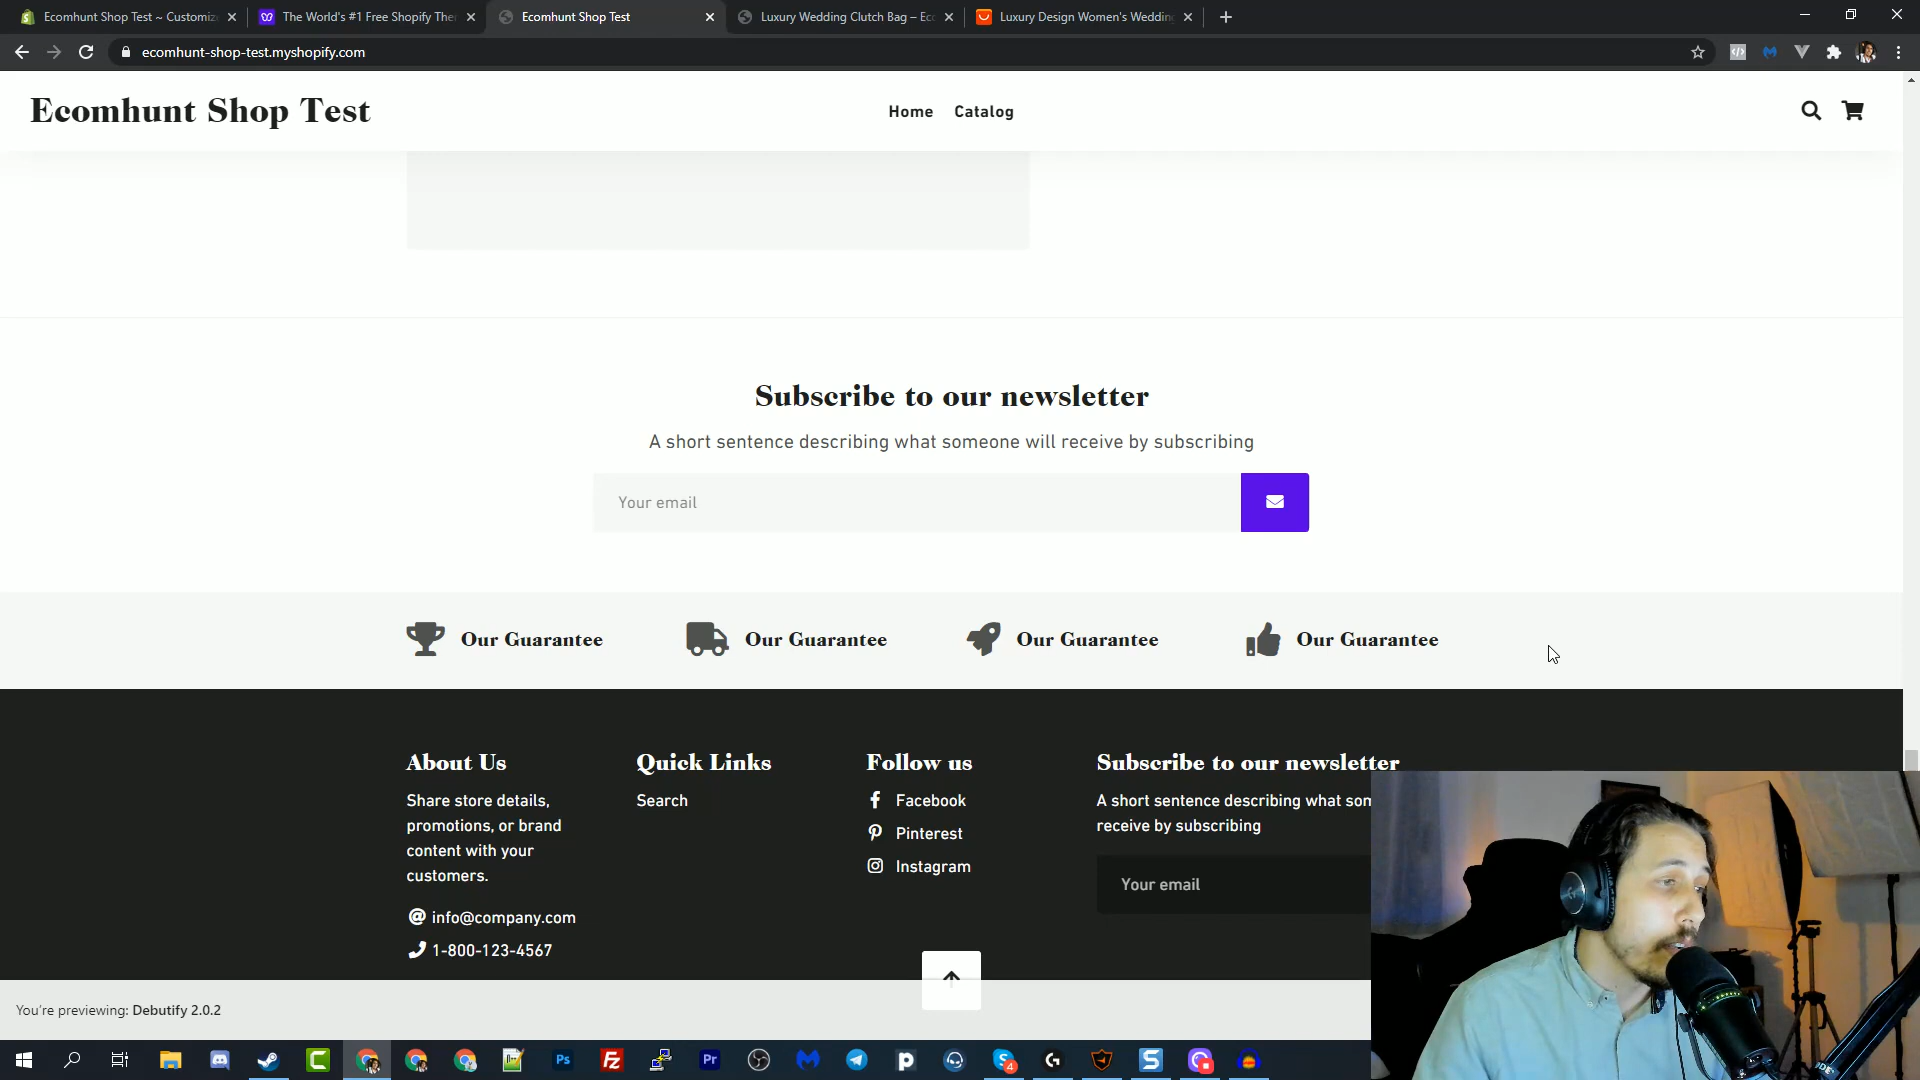 Ecomhunt Shop Test ~ Customize
The World's #1 Free Shopify The
Ecomhunt Shop Test
Luxury Wedding Clutch Bag – Ec
Luxury Design Women's Wedding
ecomhunt-shop-test.myshopify.com
Ecomhunt Shop Test
Home
Catalog
Subscribe to our newsletter
A short sentence describing what someone will receive by subscribing
Your email
Our Guarantee
Our Guarantee
Our Guarantee
Our Guarantee
About Us
Share store details,
promotions, or brand
content with your
customers.
info@company.com
1-800-123-4567
Quick Links
Search
Follow us
Facebook
Pinterest
Instagram
Subscribe to our newsletter
A short sentence describing what som
receive by subscribing
Your email
You're previewing: Debutify 2.0.2